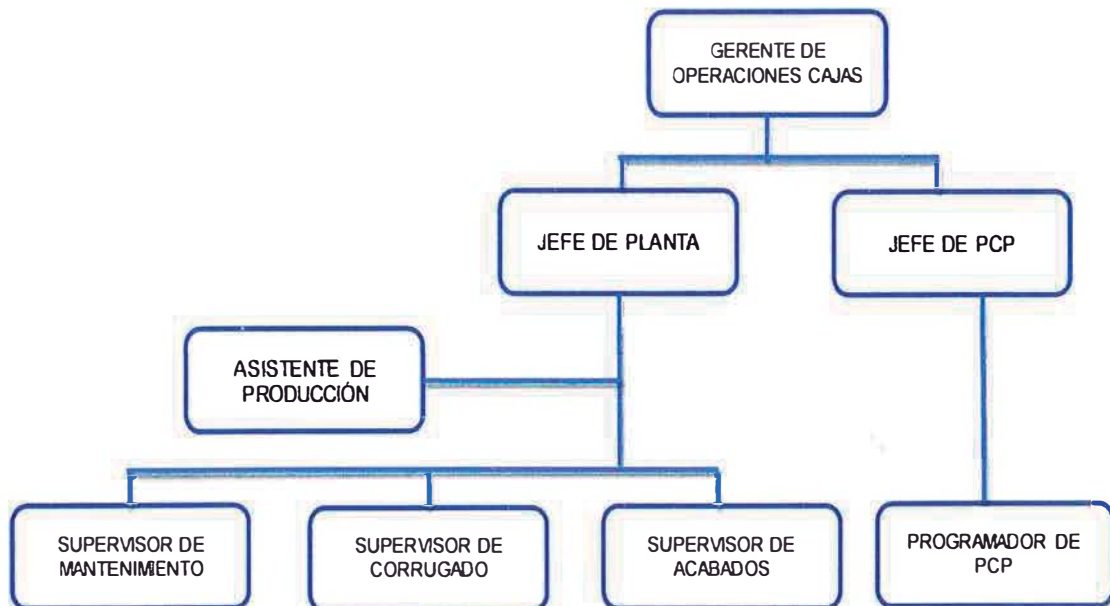 GERENTE DE
OPERACIONES CAJAS
JEFE DE PLANTA
JEFE DE PCP
ASISTENTE DE
PRODUCCIÓN
SUPERVISOR DE
MANTENIMIENTO
SUPERVISOR DE
CORRUGADO
SUPERVISOR DE
ACABADOS
PROGRAMADOR DE
PCP